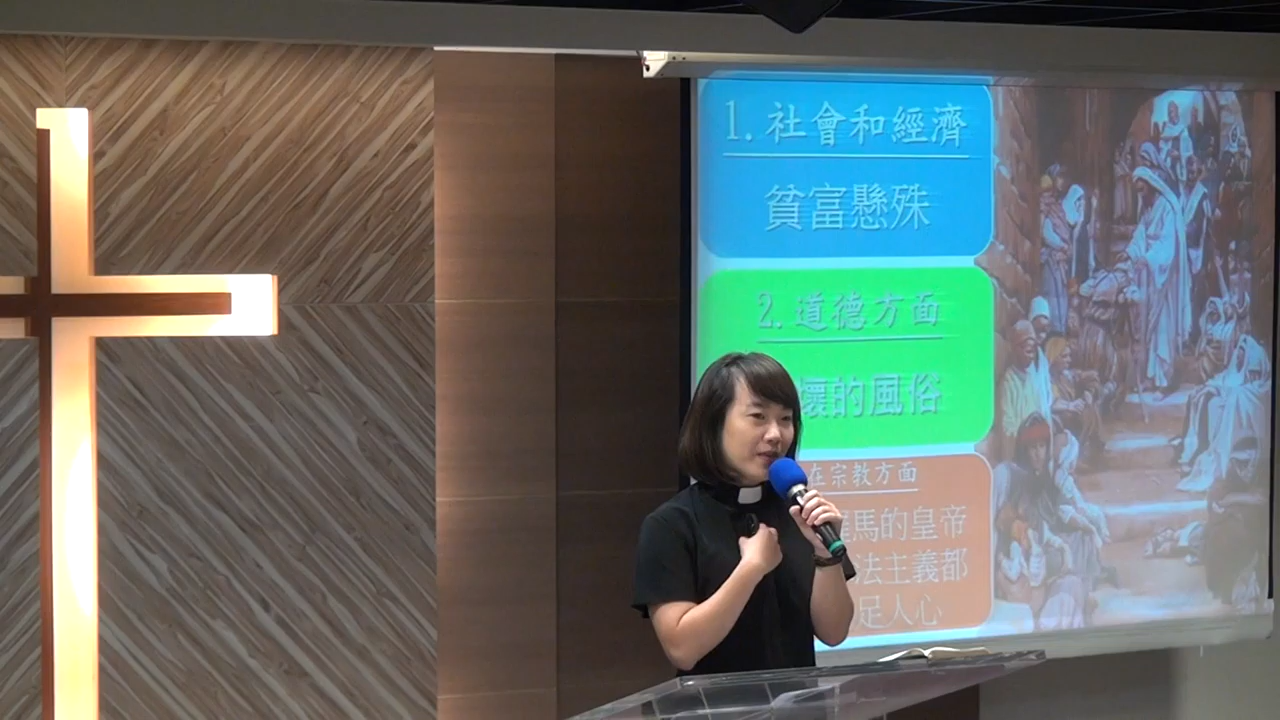 1. 社會和經濟
貧富懸殊
2. 道德方面
壞的風俗
在宗教方面
馬的皇帝
法主義都
足人心